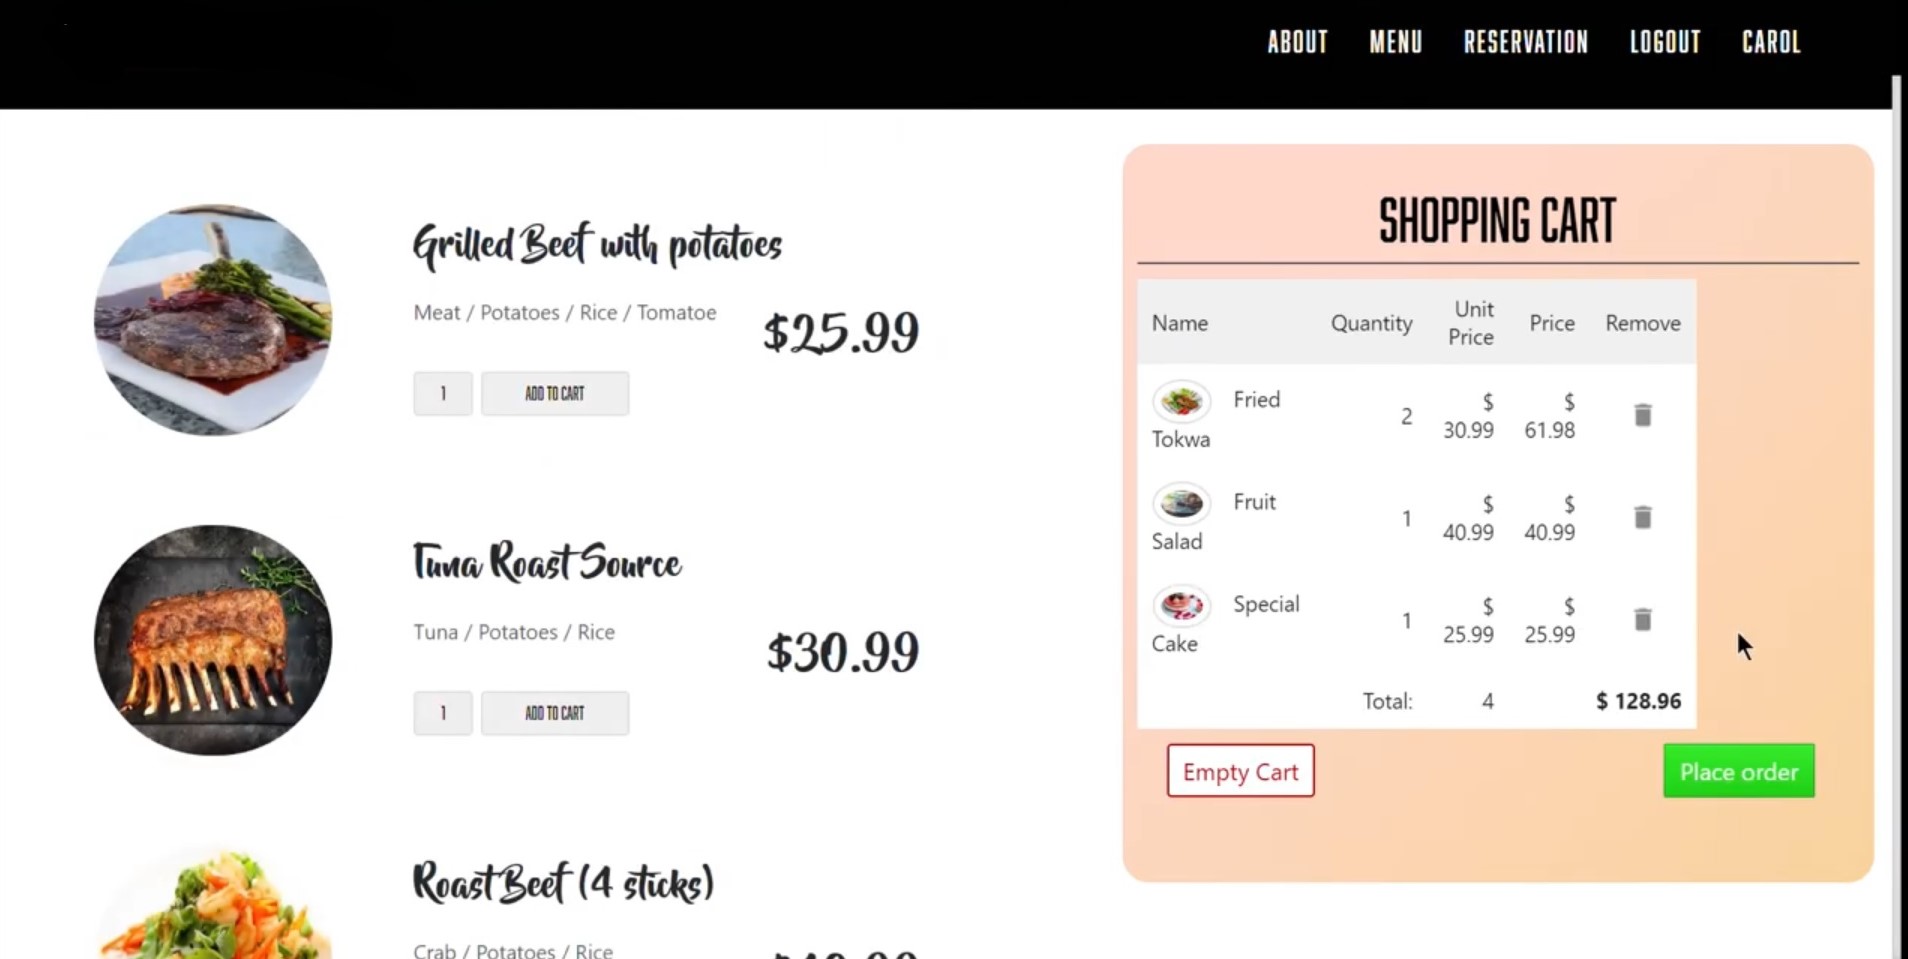 ABOUT MENU RESERVATION LOGOUT CAROL
Grilled Beef with potatoes
Meat / Potatoes / Rice / Tomatoe
$25.99
1 ADD TO CART
Tuna Roast Source
Tuna / Potatoes / Rice
$30.99
1 ADD TO CART
Roast Beef (4 sticks)
Crab / Potatoes / Rice
SHOPPING CART
Name Quantity Unit Price Price Remove
Fried Tokwa 2 $ 30.99 $ 61.98
Fruit Salad 1 $ 40.99 $ 40.99
Special Cake 1 $ 25.99 $ 25.99
Total: 4 $ 128.96
Empty Cart Place order